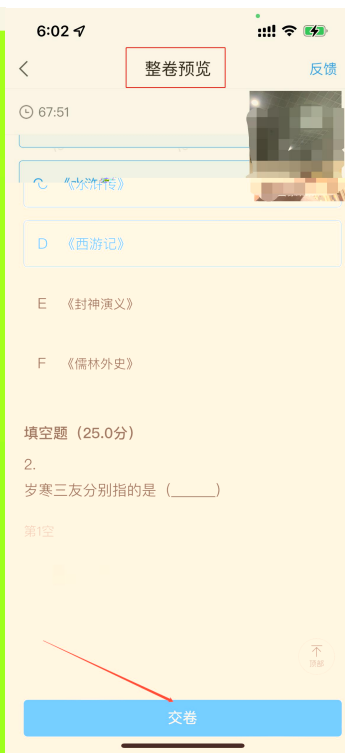 6:02
整卷预览
反馈
67:51
C 《水浒传》
D 《西游记》
E 《封神演义》
F 《儒林外史》
填空题（25.0分）
2.
岁寒三友分别指的是（_____）
第1空
顶部
交卷